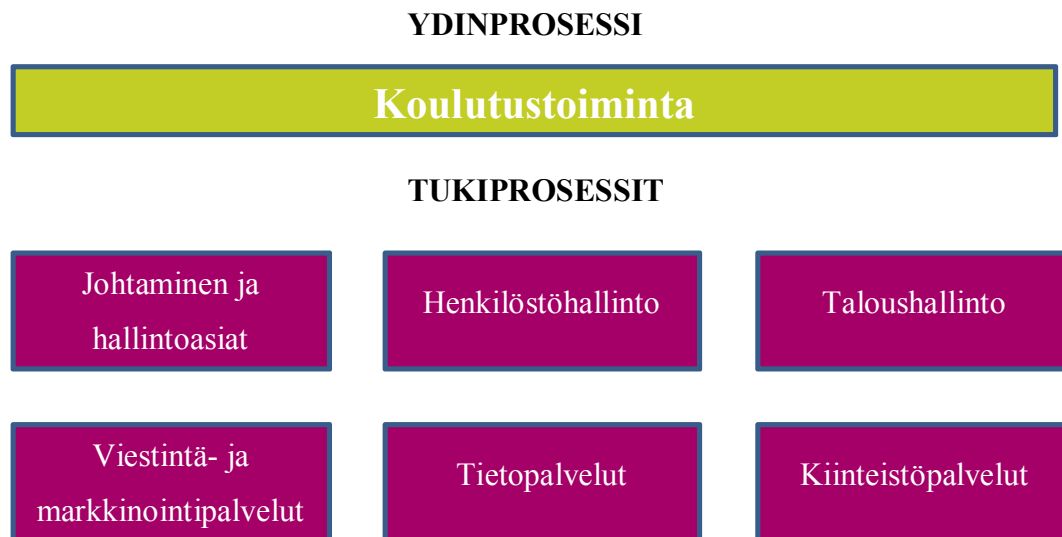 YDINPROSESSI
Koulutustoiminta
TUKIPROSESSIT
Johtaminen ja
hallintoasiat
Henkilöstöhallinto
Taloushallinto
Viestintä- ja
markkinointipalvelut
Tietopalvelut
Kiinteistöpalvelut